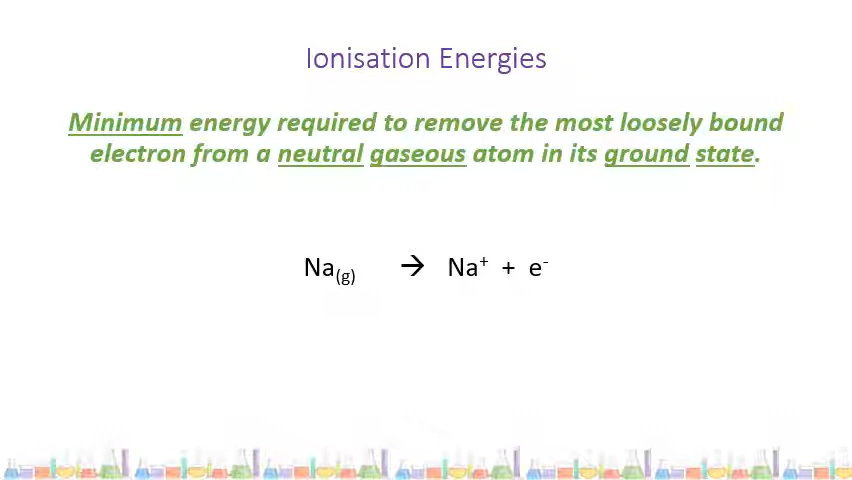 Ionisation Energies
Minimum energy required to remove the most loosely bound
electron from a neutral gaseous atom in its ground state.
Na(g) → Na⁺ + e⁻